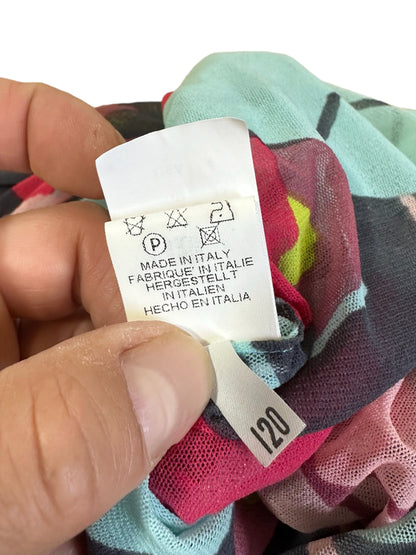 P
MADE IN ITALY
FABRIQUE' IN ITALIE
HERGESTELLT
IN ITALIEN
HECHO EN ITALIA
120